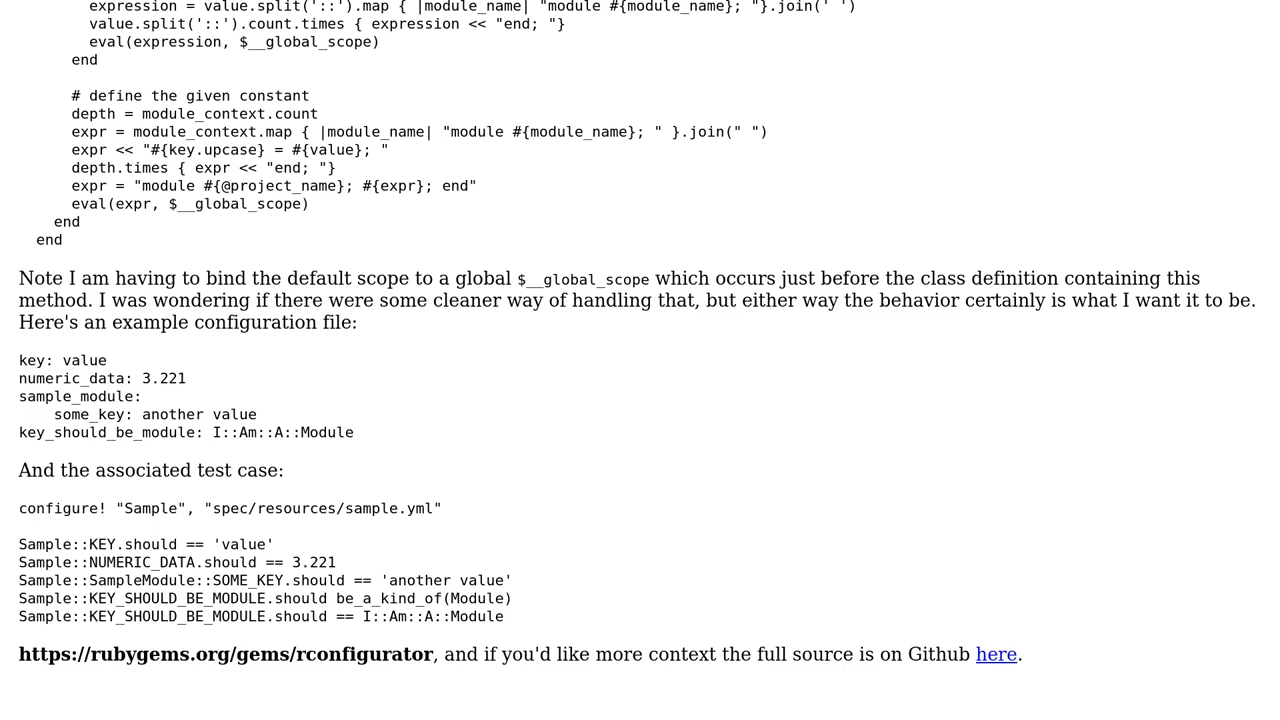 expression = value.split('::').map { |module_name| "module #{module_name}; "}.join(' ')
        value.split('::').count.times { expression << "end; "}
        eval(expression, $__global_scope)
      end

      # define the given constant
      depth = module_context.count
      expr = module_context.map { |module_name| "module #{module_name}; " }.join(" ")
      expr << "#{key.upcase} = #{value}; "
      depth.times { expr << "end; "}
      expr = "module #{@project_name}; #{expr}; end"
      eval(expr, $__global_scope)
    end
  end
Note I am having to bind the default scope to a global $__global_scope which occurs just before the class definition containing this
method. I was wondering if there were some cleaner way of handling that, but either way the behavior certainly is what I want it to be.
Here's an example configuration file:
key: value
numeric_data: 3.221
sample_module:
    some_key: another value
key_should_be_module: I::Am::A::Module
And the associated test case:
configure! "Sample", "spec/resources/sample.yml"

Sample::KEY.should == 'value'
Sample::NUMERIC_DATA.should == 3.221
Sample::SampleModule::SOME_KEY.should == 'another value'
Sample::KEY_SHOULD_BE_MODULE.should be_a_kind_of(Module)
Sample::KEY_SHOULD_BE_MODULE.should == I::Am::A::Module
https://rubygems.org/gems/rconfigurator, and if you'd like more context the full source is on Github here.